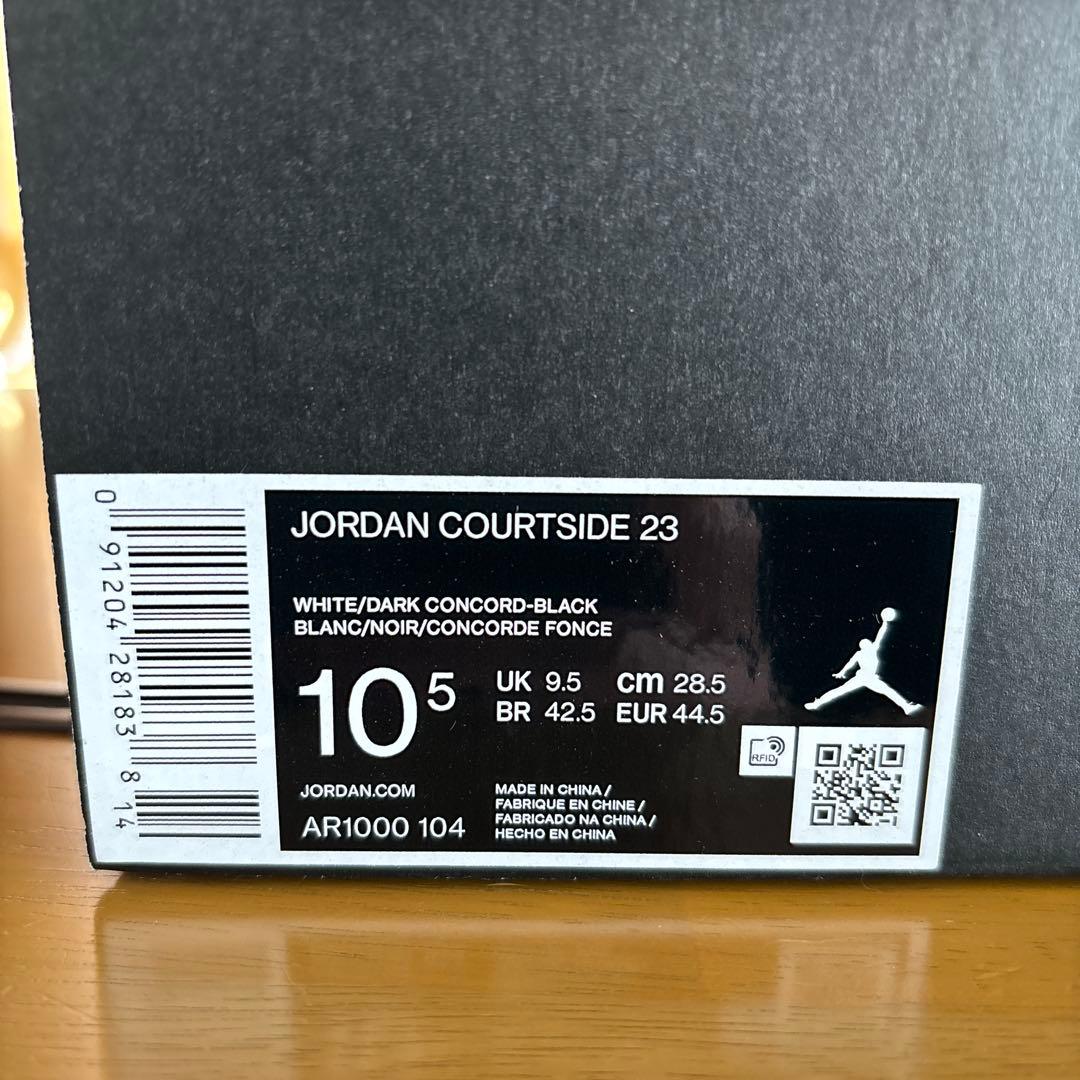 JORDAN COURTSIDE 23
WHITE/DARK CONCORD-BLACK
BLANC/NOIR/CONCORDE FONCE
10 5
UK 9.5 cm 28.5
BR 42.5 EUR 44.5
RFID
JORDAN.COM
AR1000 104
MADE IN CHINA /
FABRIQUE EN CHINE /
FABRICADO NA CHINA /
HECHO EN CHINA
0 91204 28183 8 14